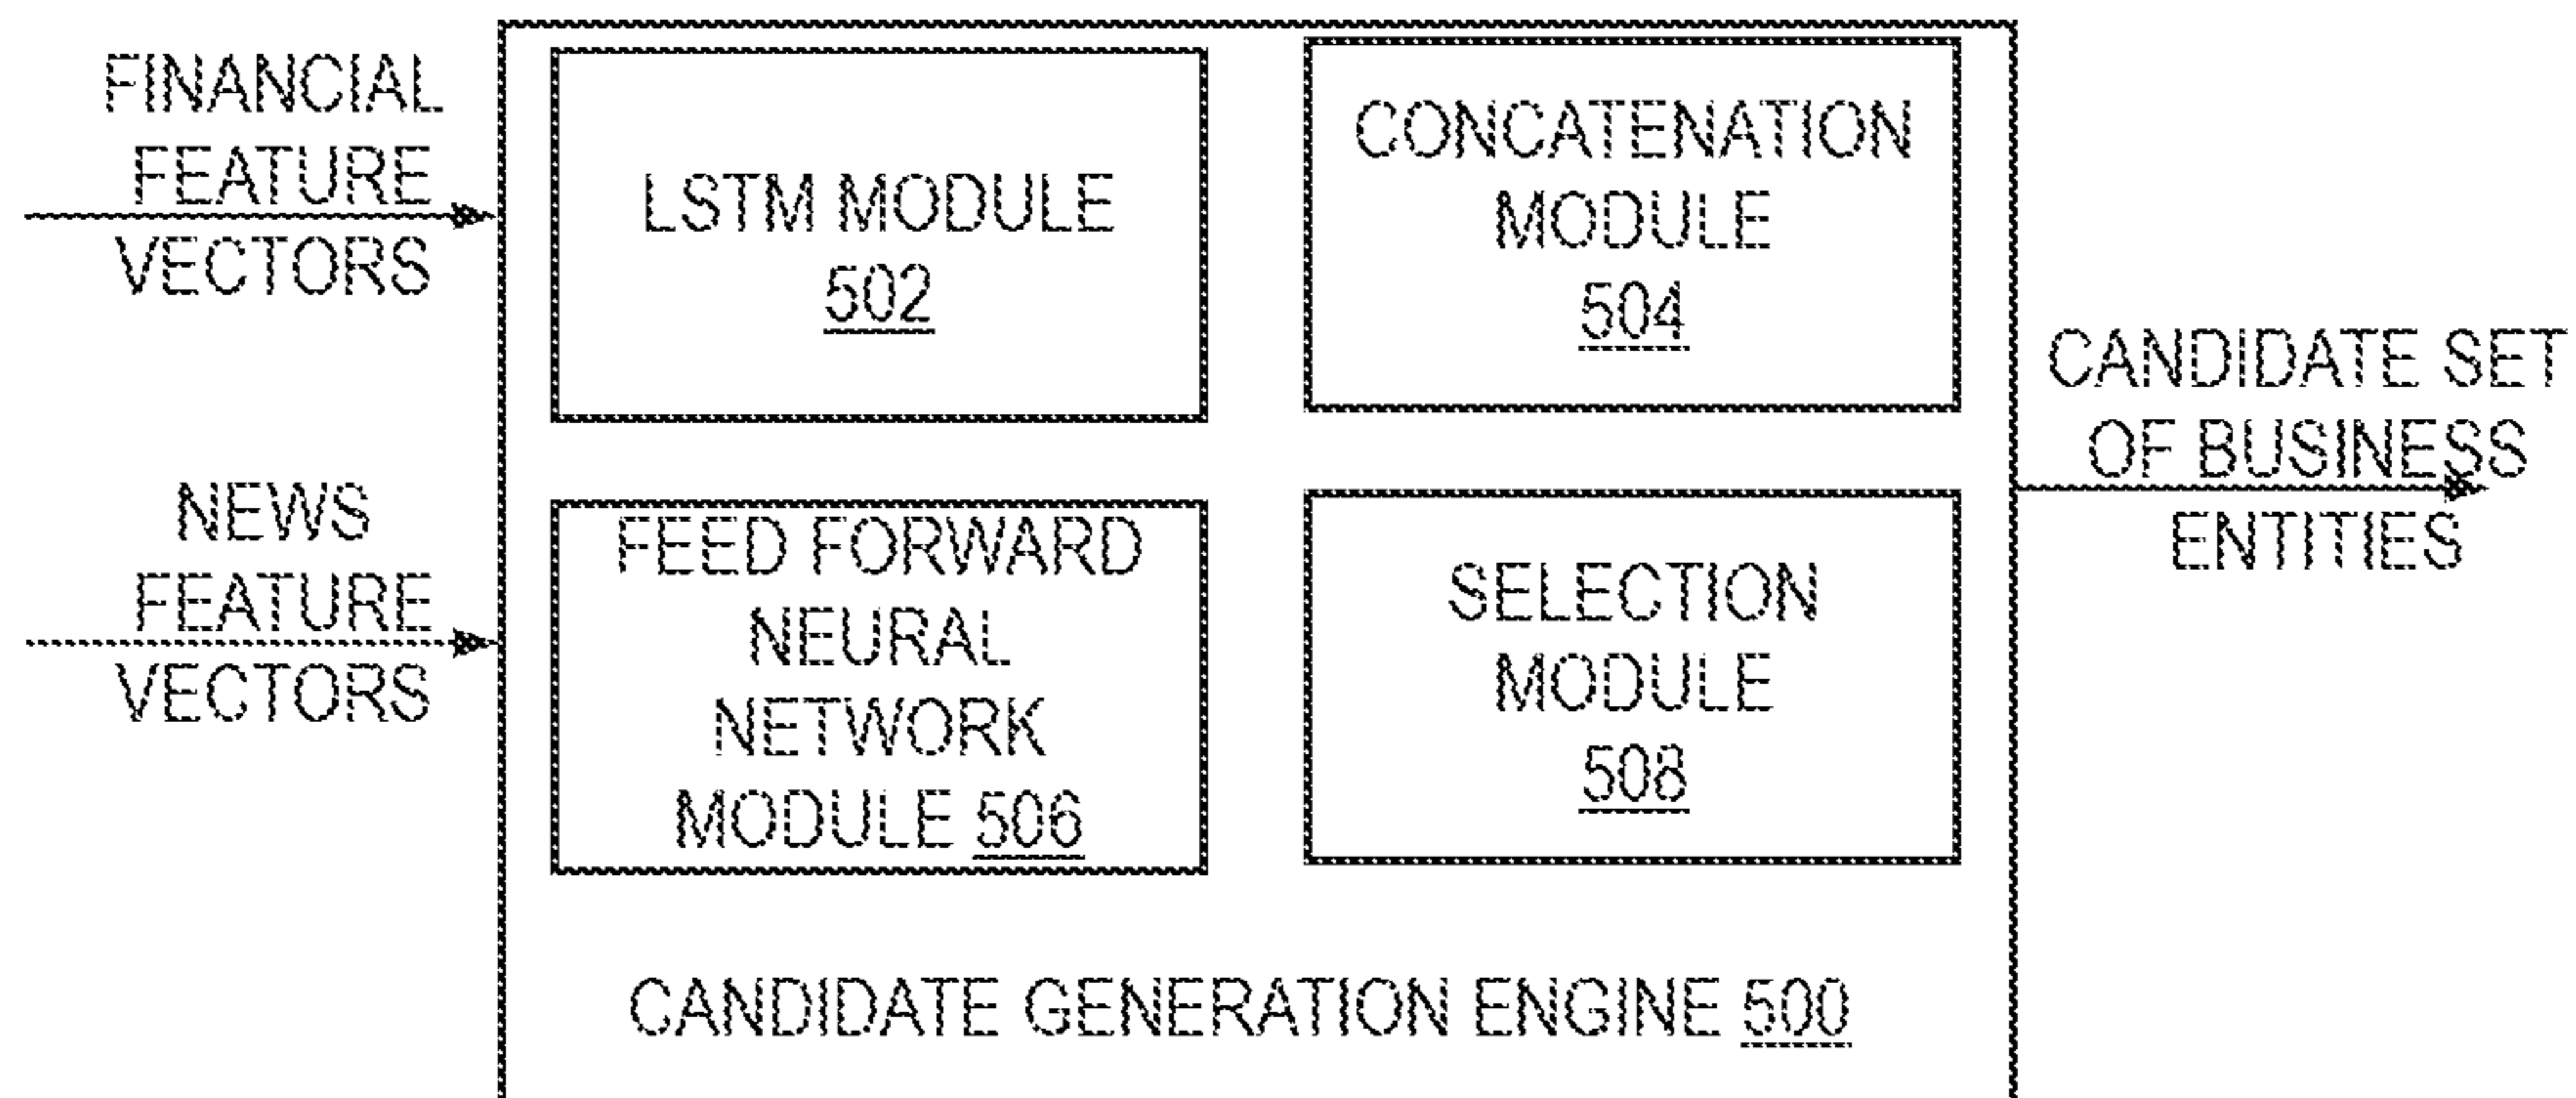 FINANCIAL
FEATURE
VECTORS
NEWS
FEATURE
VECTORS
LSTM MODULE
502
CONCATENATION
MODULE
504
FEED FORWARD
NEURAL
NETWORK
MODULE 506
SELECTION
MODULE
508
CANDIDATE GENERATION ENGINE 500
CANDIDATE SET
OF BUSINESS
ENTITIES